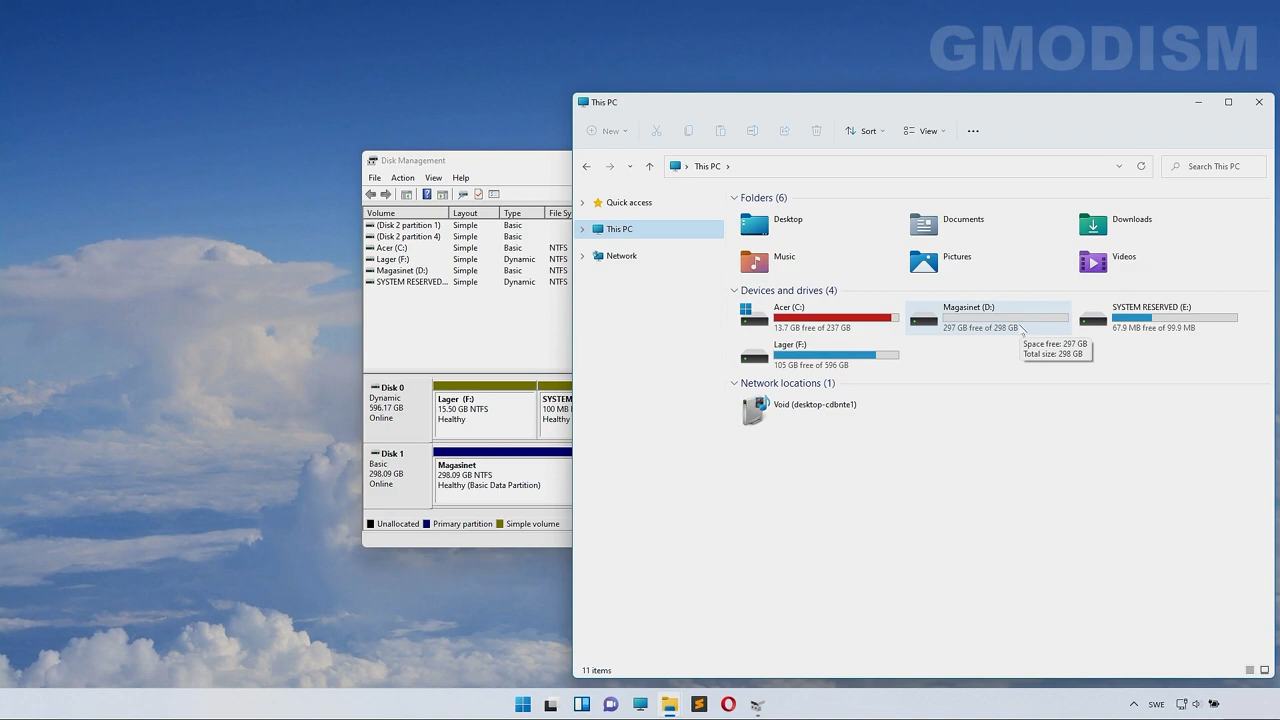 GMODISM
This PC
New
Sort
View
This PC
Search This PC
Quick access
This PC
Network
Folders (6)
Desktop
Documents
Downloads
Music
Pictures
Videos
Devices and drives (4)
Acer (C:)
13.7 GB free of 237 GB
Magasinet (D:)
297 GB free of 298 GB
SYSTEM RESERVED (E:)
67.9 MB free of 99.9 MB
Space free: 297 GB
Total size: 298 GB
Lager (F:)
105 GB free of 596 GB
Network locations (1)
Void (desktop-cdbnte1)
11 items
Disk Management
File Action View Help
Volume Layout Type File Sy
(Disk 2 partition 1) Simple Basic
(Disk 2 partition 4) Simple Basic
Acer (C:) Simple Basic NTFS
Lager (F:) Simple Dynamic NTFS
Magasinet (D:) Simple Basic NTFS
SYSTEM RESERVED... Simple Dynamic NTFS
Disk 0
Dynamic
596.17 GB
Online
Lager (F:)
15.50 GB NTFS
Healthy
SYSTEM
100 MB
Healthy
Disk 1
Basic
298.09 GB
Online
Magasinet
298.09 GB NTFS
Healthy (Basic Data Partition)
Unallocated Primary partition Simple volume
SWE